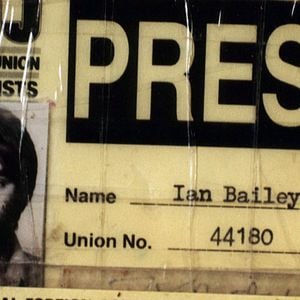 PRES
UNION
ISTS
Name Ian Bailey
Union No. 44180